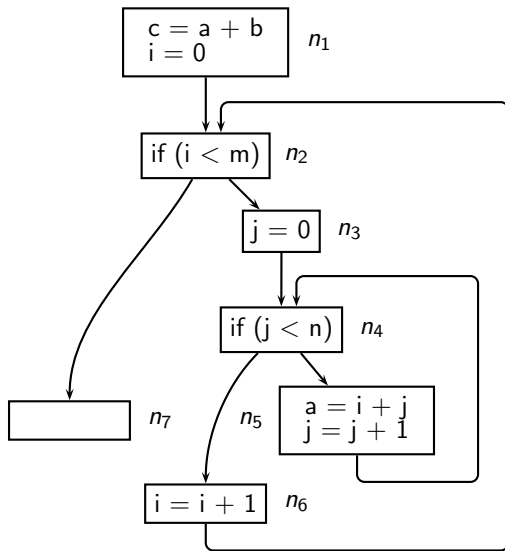 c = a + b
i = 0
n1
if (i < m)
n2
j = 0
n3
if (j < n)
n4
n7
n5
a = i + j
j = j + 1
i = i + 1
n6